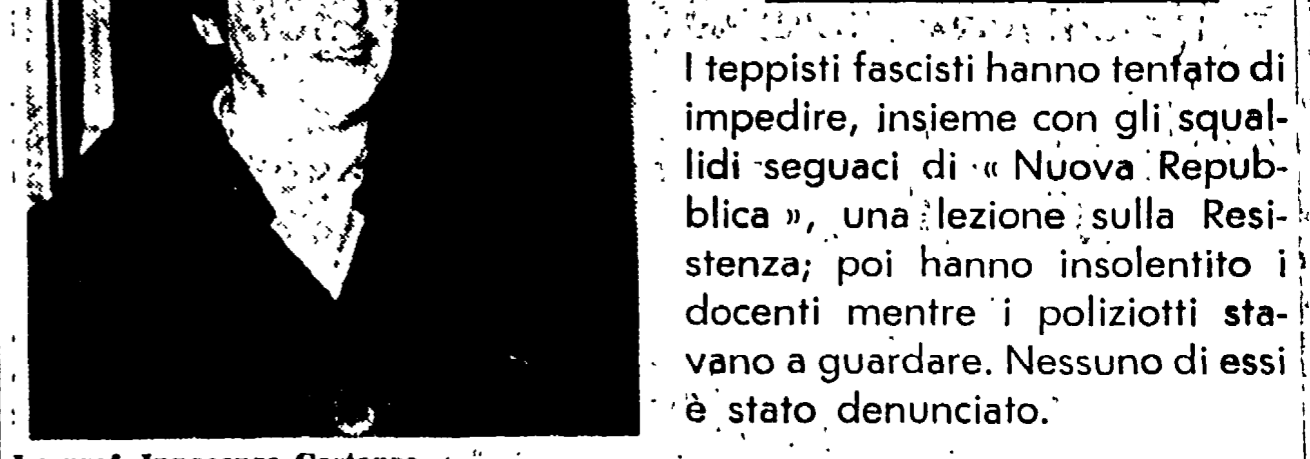 I teppisti fascisti hanno tentato di
impedire, insieme con gli squal-
lidi seguaci di « Nuova Repub-
blica », una lezione sulla Resi-
stenza; poi hanno insolentito i
docenti mentre i poliziotti sta-
vano a guardare. Nessuno di essi
è stato denunciato.